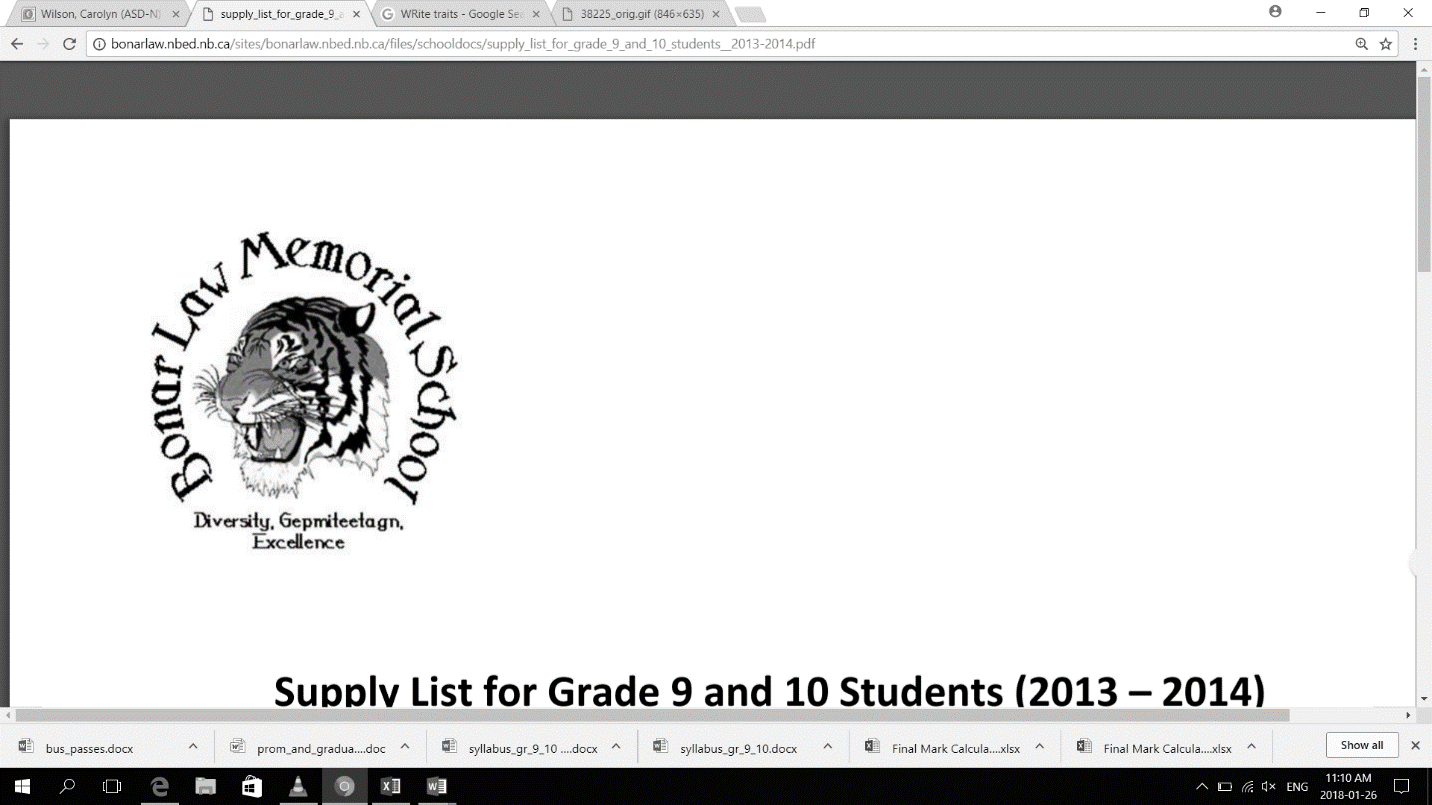 Wilson, Carolyn (ASD-N)
supply_list_for_grade_9_a
WRite traits - Google Sea
38225_orig.gif (846×635)
bonarlaw.nbed.nb.ca/sites/bonarlaw.nbed.nb.ca/files/schooldocs/supply_list_for_grade_9_and_10_students__2013-2014.pdf
Bonar Law Memorial School
Diversity, Gepmiteetagn,
Excellence
Supply List for Grade 9 and 10 Students (2013 – 2014)
bus_passes.docx
prom_and_gradua....doc
syllabus_gr_9_10 ....docx
syllabus_gr_9_10.docx
Final Mark Calcula....xlsx
Final Mark Calcula....xlsx
Show all
ENG
11:10 AM
2018-01-26